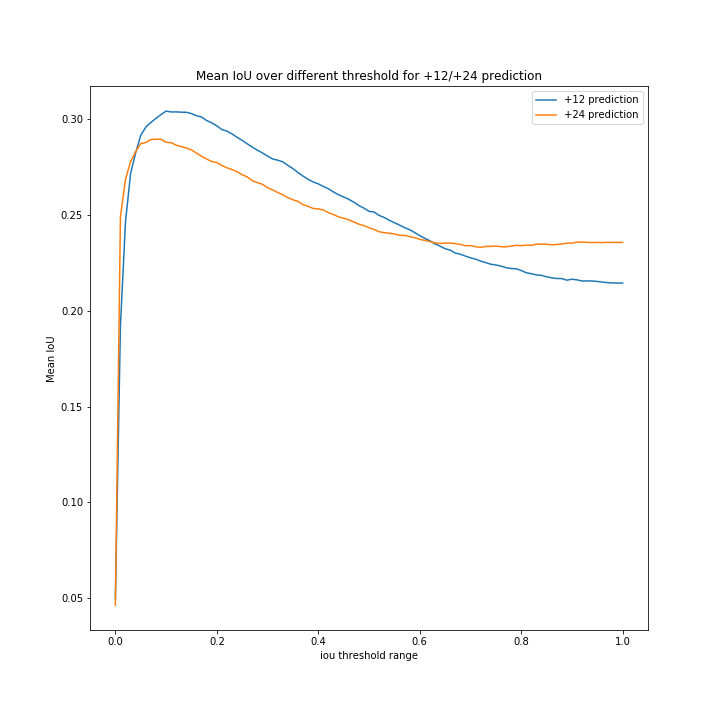 Mean IoU over different threshold for +12/+24 prediction
+12 prediction
+24 prediction
0.30
0.25
0.20
0.15
0.10
0.05
Mean IoU
0.0 0.2 0.4 0.6 0.8 1.0
iou threshold range